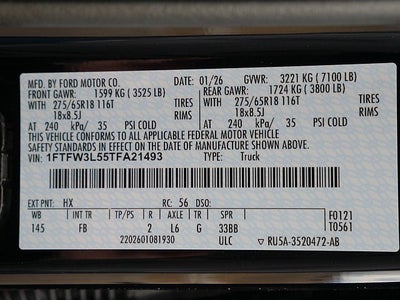 MFD. BY FORD MOTOR CO. DATE: 01/26 GVWR: 3221 KG ( 7100 LB)
FRONT GAWR: 1599 KG ( 3525 LB) REAR GAWR: 1724 KG ( 3800 LB)
WITH 275/65R18 116T TIRES WITH 275/65R18 116T TIRES
18x8.5J RIMS 18x8.5J RIMS
AT 240 kPa/ 35 PSI COLD AT 240 kPa/ 35 PSI COLD
THIS VEHICLE CONFORMS TO ALL APPLICABLE FEDERAL MOTOR VEHICLE
SAFETY STANDARDS IN EFFECT ON THE DATE OF MANUFACTURE SHOWN ABOVE.
VIN: 1FTFW3L55TFA21493 TYPE: Truck
EXT PNT: HX RC: 56 DSO: F0121
WB INT TR TP/PS R AXLE TR SPR T0561
145 FB 2 L6 G 33BB
2202601081930 ULC RU5A-3520472-AB